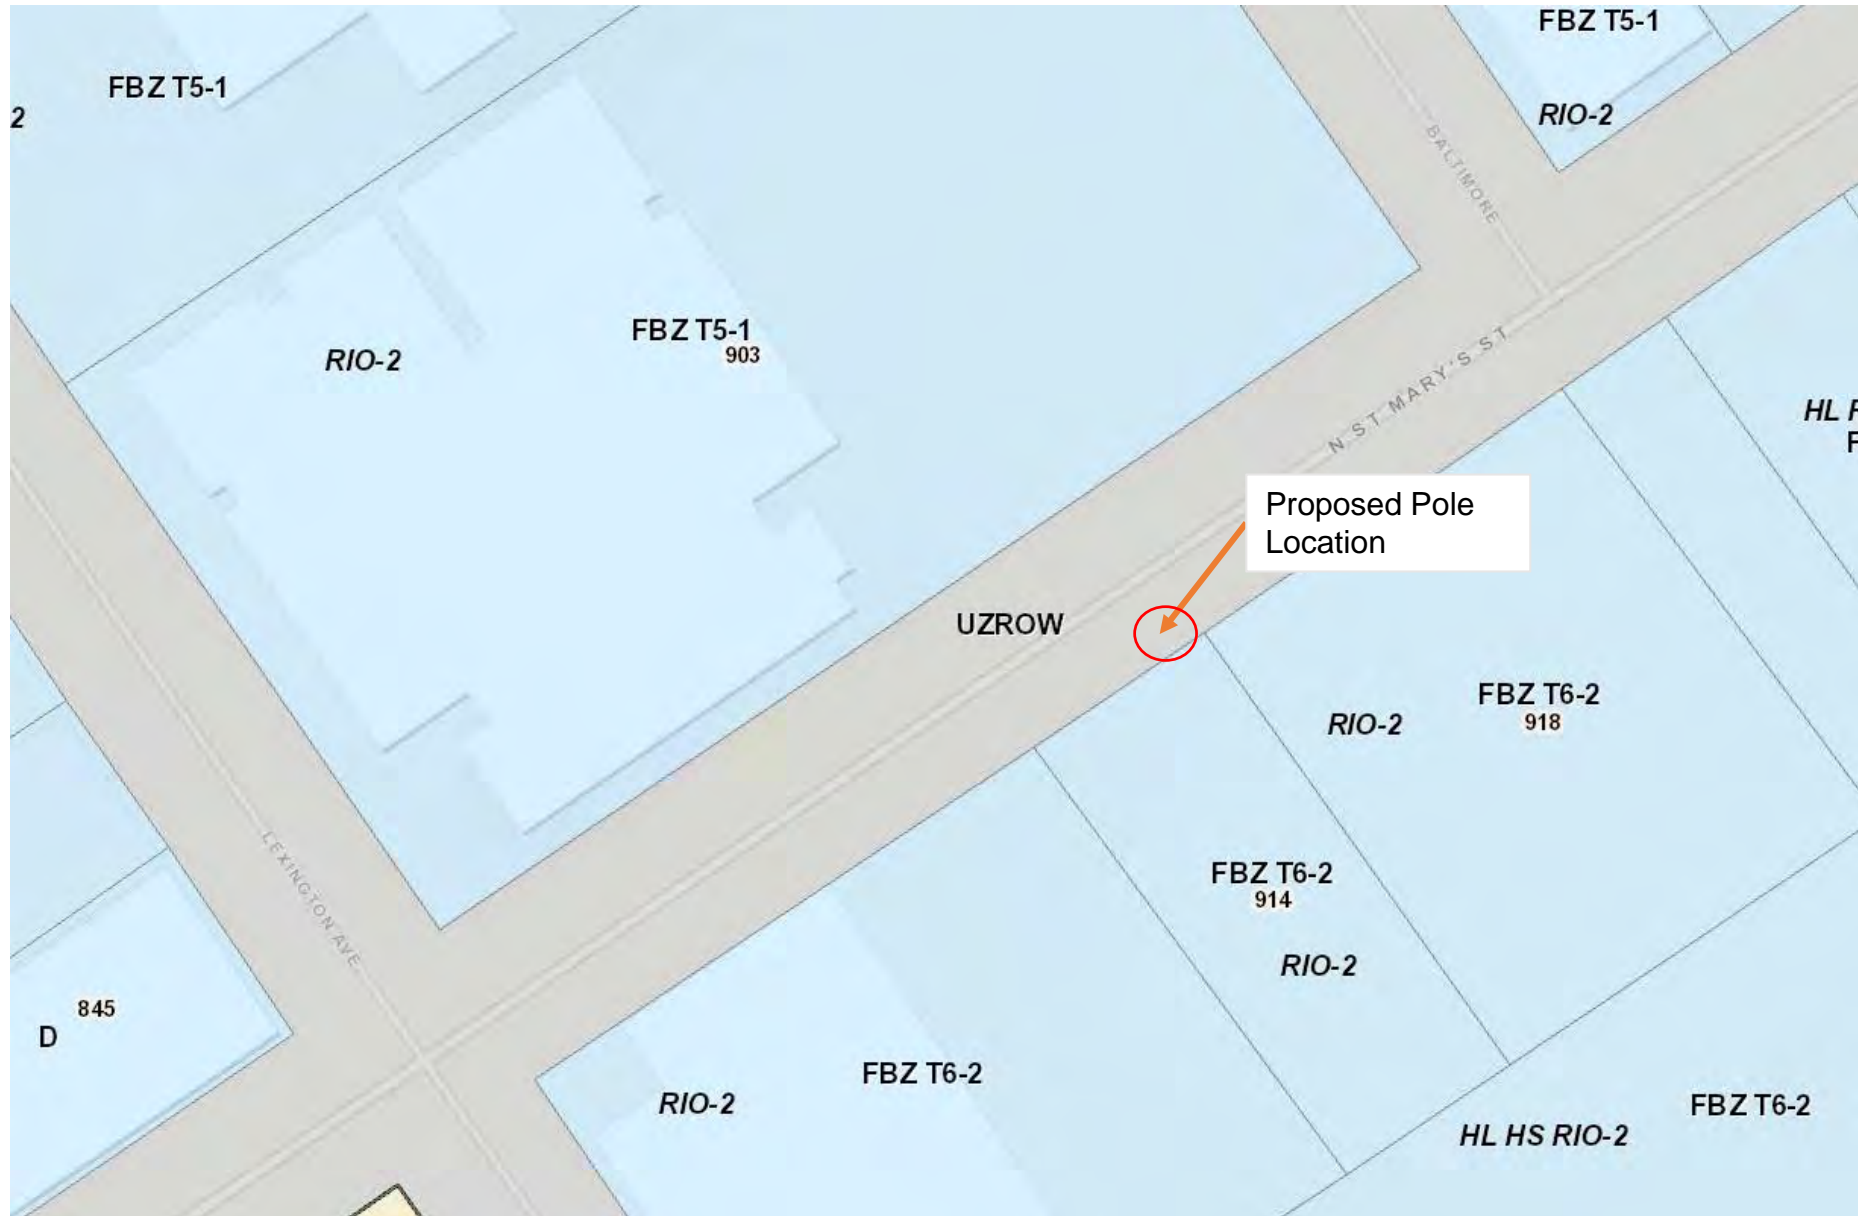 FBZ T5-1
FBZ T5-1
2
RIO-2
BALTIMORE
FBZ T5-1
903
RIO-2
N ST MARY'S ST
HL
Proposed Pole
Location
UZROW
FBZ T6-2
918
RIO-2
FBZ T6-2
914
RIO-2
LEXINGTON AVE
845
D
FBZ T6-2
RIO-2
FBZ T6-2
HL HS RIO-2